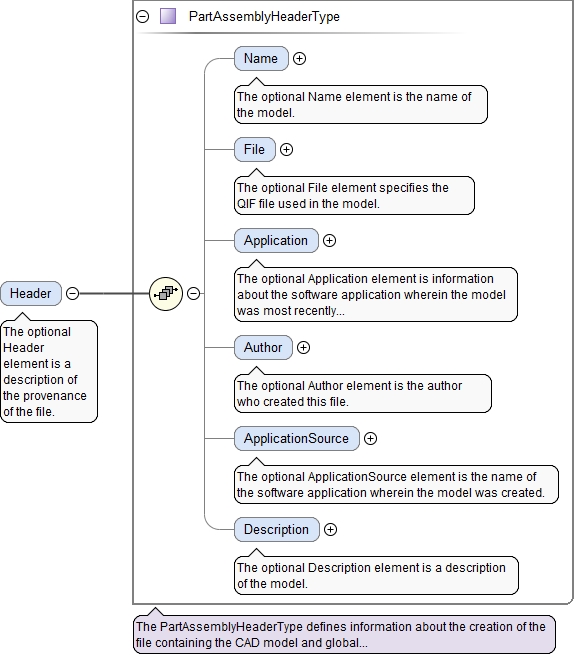 PartAssemblyHeaderType
Name
The optional Name element is the name of
the model.
File
The optional File element specifies the
QIF file used in the model.
Application
The optional Application element is information
about the software application wherein the model
was most recently...
Header
The optional
Header
element is a
description of
the provenance
of the file.
Author
The optional Author element is the author
who created this file.
ApplicationSource
The optional ApplicationSource element is the name of
the software application wherein the model was created.
Description
The optional Description element is a description
of the model.
The PartAssemblyHeaderType defines information about the creation of the
file containing the CAD model and global...